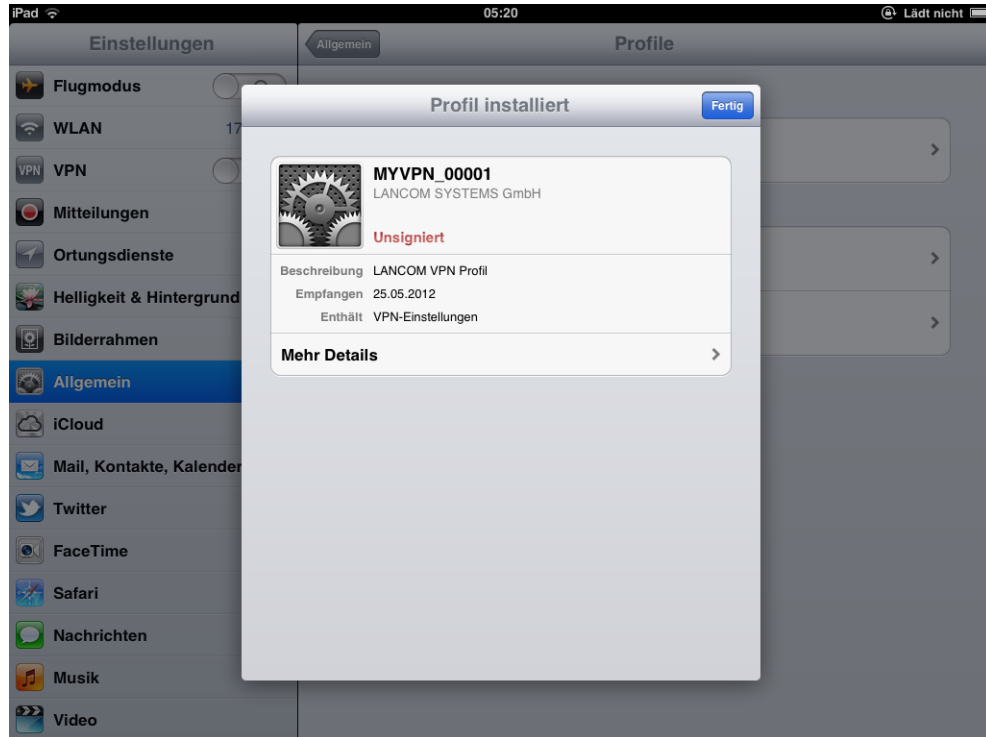 iPad 05:20 Lädt nicht
Einstellungen Allgemein Profile
Flugmodus
WLAN 17
VPN VPN
Mitteilungen
Ortungsdienste
Helligkeit & Hintergrund
Bilderrahmen
Allgemein
iCloud
Mail, Kontakte, Kalender
Twitter
FaceTime
Safari
Nachrichten
Musik
Video
Profil installiert Fertig
MYVPN_00001
LANCOM SYSTEMS GmbH
Unsigniert
Beschreibung LANCOM VPN Profil
Empfangen 25.05.2012
Enthält VPN-Einstellungen
Mehr Details